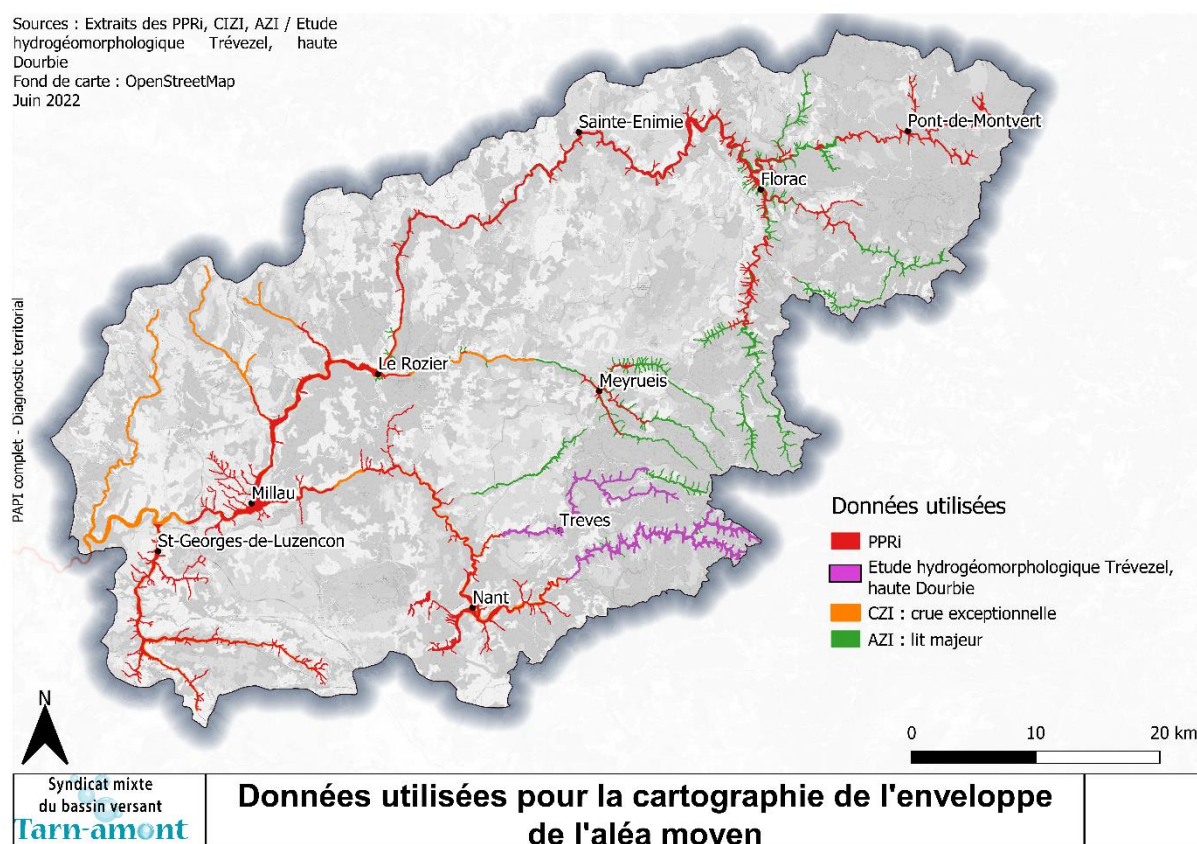 Sources : Extraits des PPRi, CIZI, AZI / Etude
hydrogéomorphologique Trévezel, haute
Dourbie
Fond de carte : OpenStreetMap
Juin 2022
Sainte-Enimie
Pont-de-Montvert
Florac
Le Rozier
Meyrueis
Millau
Treves
St-Georges-de-Luzencon
Nant
PAPI complet - Diagnostic territorial
Données utilisées
PPRi
Etude hydrogéomorphologique Trévezel,
haute Dourbie
CZI : crue exceptionnelle
AZI : lit majeur
N
0 10 20 km
Syndicat mixte
du bassin versant
Tarn-amont
Données utilisées pour la cartographie de l'enveloppe
de l'aléa moyen